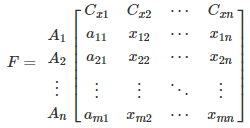 C_{x1} C_{x2} ⋯ C_{xn}
A_1 a_{11} x_{12} ⋯ x_{1n}
F = A_2 a_{21} x_{22} ⋯ x_{2n}
⋮ ⋮ ⋮ ⋱ ⋮
A_n a_{m1} x_{m2} ⋯ x_{mn}